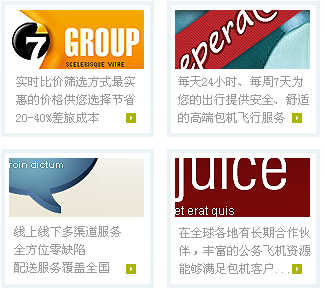 7 GROUP
SCELERISQUE VITAE
实时比价筛选方式最实
惠的价格供您选择节省
20-40%差旅成本
epera
每天24小时、每周7天为
您的出行提供安全、舒适
的高端包机飞行服务
roin dictum
线上线下多渠道服务
全方位零缺陷
配送服务覆盖全国
juice
et erat quis
在全球各地有长期合作伙
伴，丰富的公务飞机资源
能够满足包机客户...